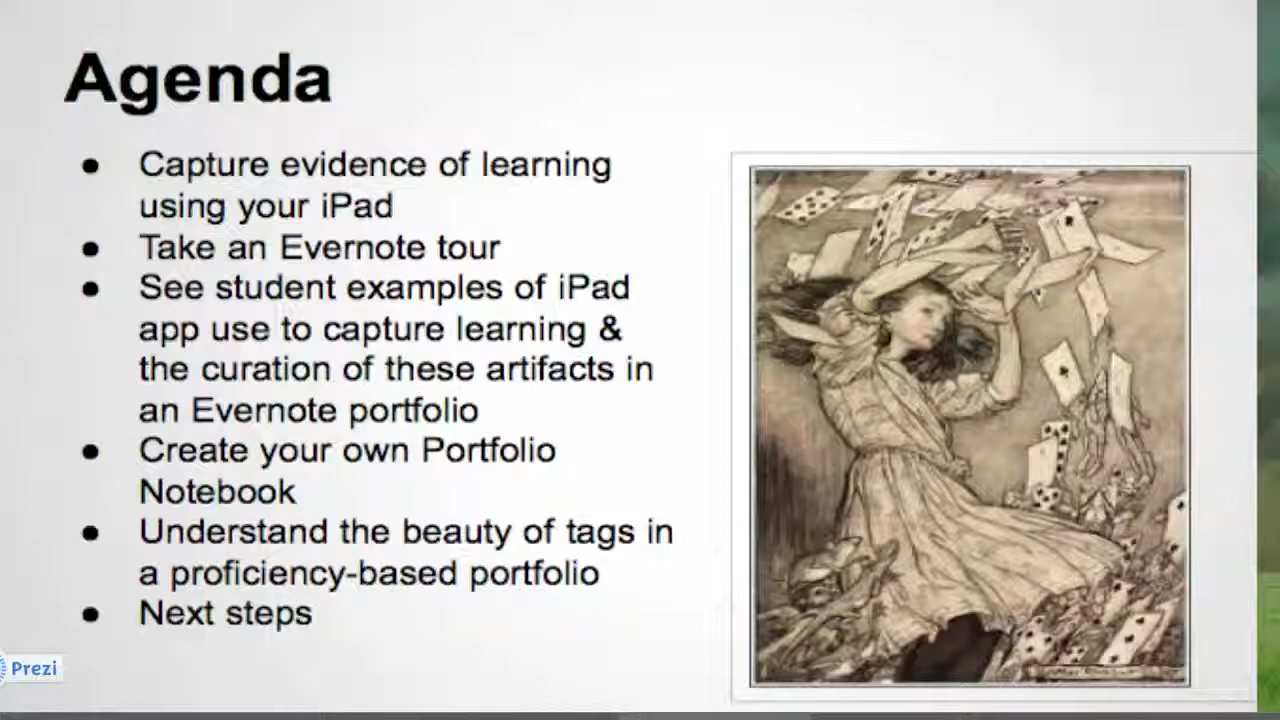 Agenda
● Capture evidence of learning
using your iPad
● Take an Evernote tour
● See student examples of iPad
app use to capture learning &
the curation of these artifacts in
an Evernote portfolio
● Create your own Portfolio
Notebook
● Understand the beauty of tags in
a proficiency-based portfolio
● Next steps
Prezi